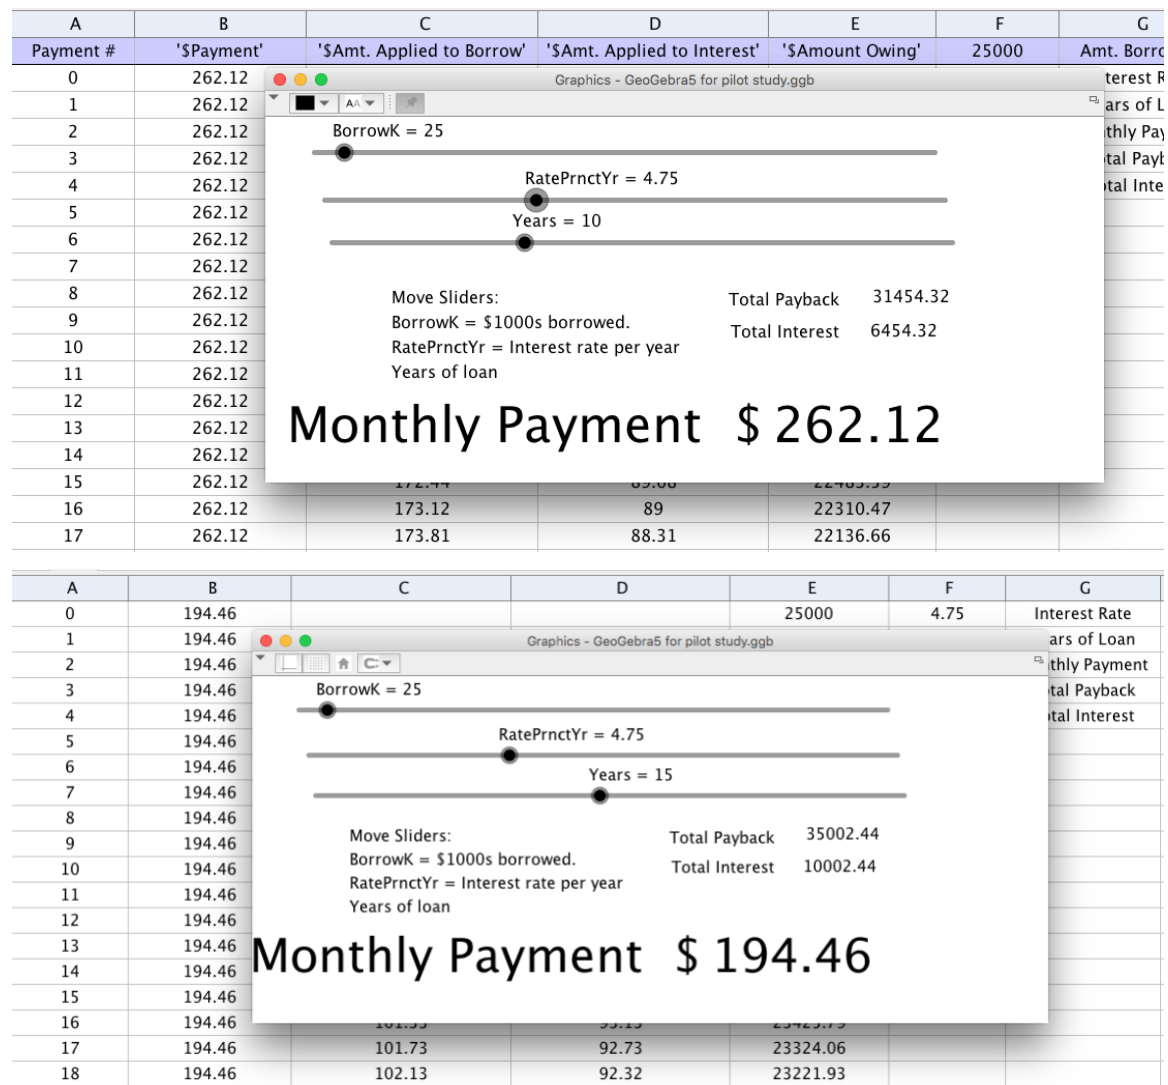 A B C D E F G
Payment # '$Payment' '$Amt. Applied to Borrow' '$Amt. Applied to Interest' '$Amount Owing' 25000 Amt.
0 262.12 Graphics - GeoGebra5 for pilot study.ggb
1 262.12 AA
BorrowK = 25
2 262.12
3 262.12
RatePrnctYr = 4.75
4 262.12
5 262.12
Years = 10
6 262.12
7 262.12
8 262.12 Move Sliders: Total Payback 31454.32
9 262.12 BorrowK = $1000s borrowed. Total Interest 6454.32
10 262.12 RatePrnctYr = Interest rate per year
11 262.12 Years of loan
12 262.12
13 262.12 Monthly Payment $ 262.12
14 262.12
15 262.12
16 262.12 173.12 89 22310.47
17 262.12 173.81 88.31 22136.66
A B C D E F G
0 194.46 25000 4.75 Interest Rate
1 194.46 Graphics - GeoGebra5 for pilot study.ggb of Loan
2 194.46 Payment
3 194.46 BorrowK = 25 Payback
4 194.46 Interest
5 194.46 RatePrnctYr = 4.75
6 194.46 Years = 15
7 194.46
8 194.46
9 194.46 Move Sliders: Total Payback 35002.44
10 194.46 BorrowK = $1000s borrowed. Total Interest 10002.44
11 194.46 RatePrnctYr = Interest rate per year
12 194.46 Years of loan
13 194.46
14 194.46 Monthly Payment $ 194.46
15 194.46
16 194.46
17 194.46 101.73 92.73 23324.06
18 194.46 102.13 92.32 23221.93